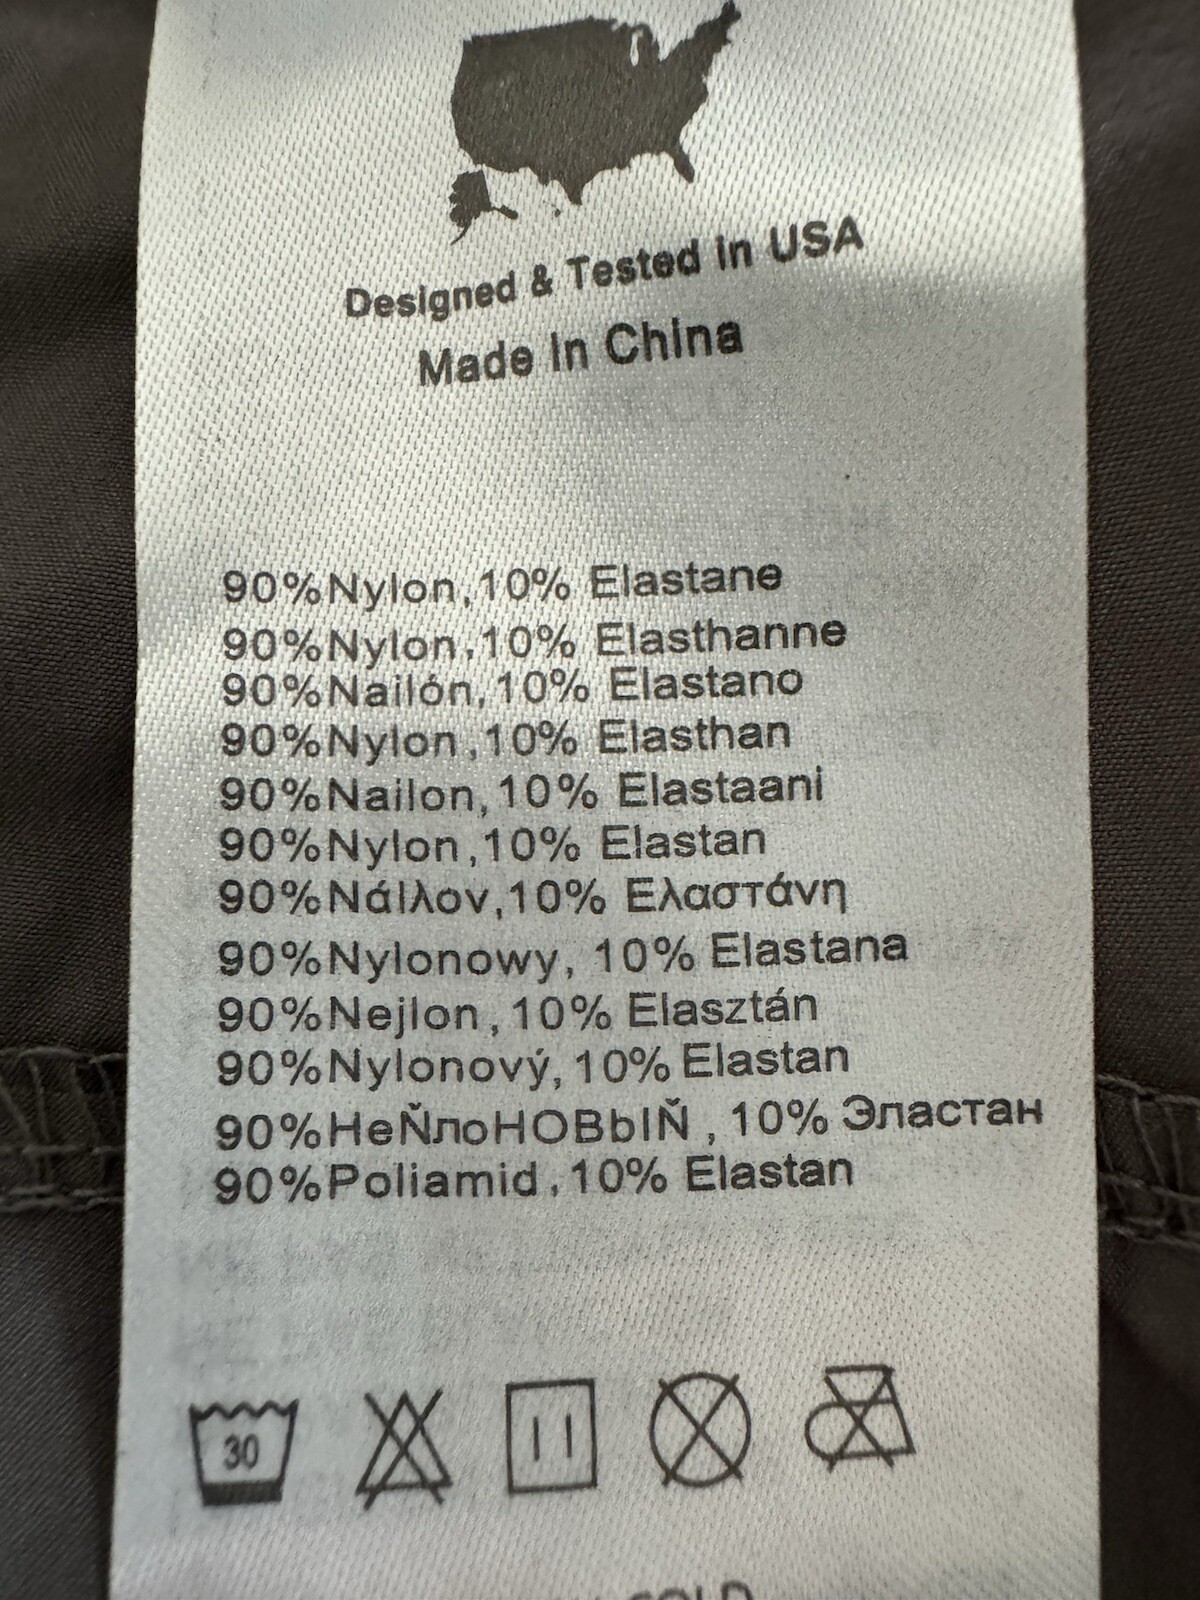 Designed & Tested in USA
Made in China
90%Nylon,10% Elastane
90%Nylon,10% Elasthanne
90%Nailón,10% Elastano
90%Nylon,10% Elasthan
90%Nailon,10% Elastaani
90%Nylon,10% Elastan
90%Νάιλον,10% Ελαστάνη
90%Nylonowy, 10% Elastana
90%Nejlon,10% Elasztán
90%Nylonový,10% Elastan
90%НеŇлоНОВЫІŇ, 10% Эластан
90%Poliamid,10% Elastan
30